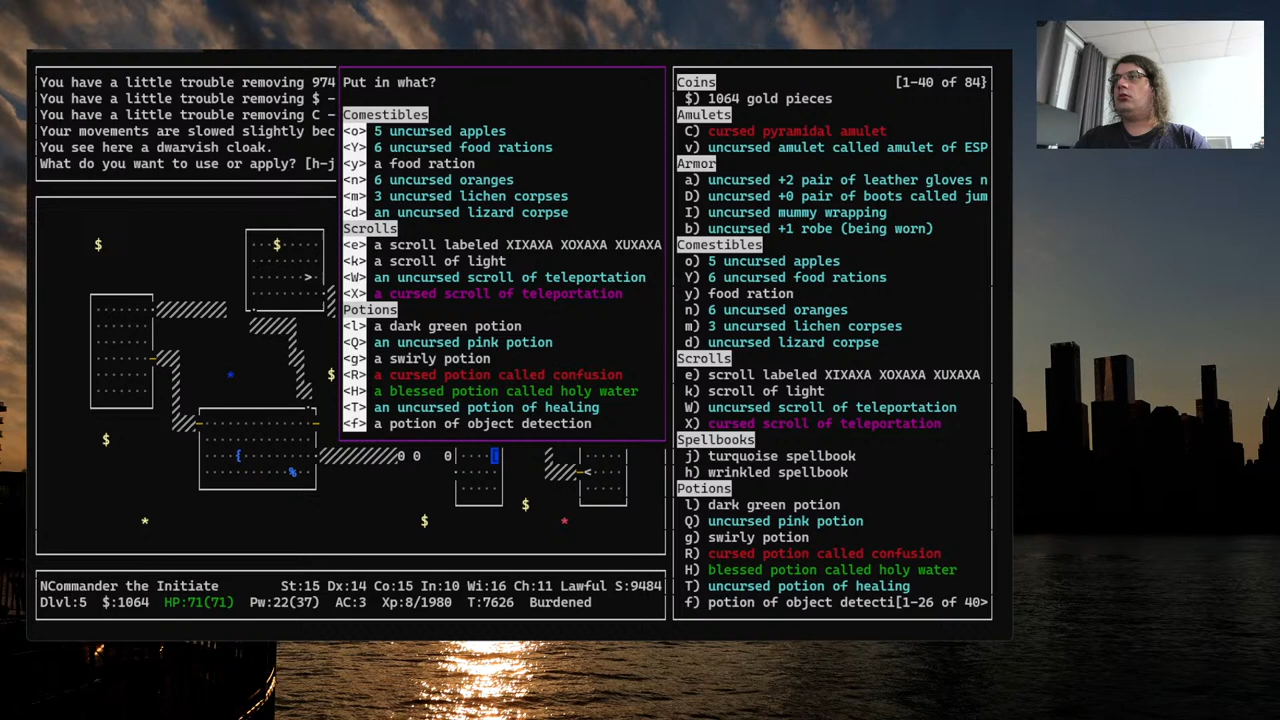 You have a little trouble removing 974
You have a little trouble removing $ -
You have a little trouble removing C -
Your movements are slowed slightly bec
You see here a dwarvish cloak.
What do you want to use or apply? [h-j
Put in what?
Comestibles
<o> 5 uncursed apples
<Y> 6 uncursed food rations
<y> a food ration
<n> 6 uncursed oranges
<m> 3 uncursed lichen corpses
<d> an uncursed lizard corpse
Scrolls
<e> a scroll labeled XIXAXA XOXAXA XUXAXA
<k> a scroll of light
<W> an uncursed scroll of teleportation
<X> a cursed scroll of teleportation
Potions
<l> a dark green potion
<Q> an uncursed pink potion
<g> a swirly potion
<R> a cursed potion called confusion
<H> a blessed potion called holy water
<T> an uncursed potion of healing
<f> a potion of object detection
Coins [1-40 of 84}
$) 1064 gold pieces
Amulets
C) cursed pyramidal amulet
v) uncursed amulet called amulet of ESP
Armor
a) uncursed +2 pair of leather gloves n
D) uncursed +0 pair of boots called jum
I) uncursed mummy wrapping
b) uncursed +1 robe (being worn)
Comestibles
o) 5 uncursed apples
Y) 6 uncursed food rations
y) food ration
n) 6 uncursed oranges
m) 3 uncursed lichen corpses
d) uncursed lizard corpse
Scrolls
e) scroll labeled XIXAXA XOXAXA XUXAXA
k) scroll of light
W) uncursed scroll of teleportation
X) cursed scroll of teleportation
Spellbooks
j) turquoise spellbook
h) wrinkled spellbook
Potions
l) dark green potion
Q) uncursed pink potion
g) swirly potion
R) cursed potion called confusion
H) blessed potion called holy water
T) uncursed potion of healing
f) potion of object detecti[1-26 of 40>
$ $
>
* $
$
{ 0 0 0 [
% <
$
* $ *
NCommander the Initiate St:15 Dx:14 Co:15 In:10 Wi:16 Ch:11 Lawful S:9484
Dlvl:5 $:1064 HP:71(71) Pw:22(37) AC:3 Xp:8/1980 T:7626 Burdened